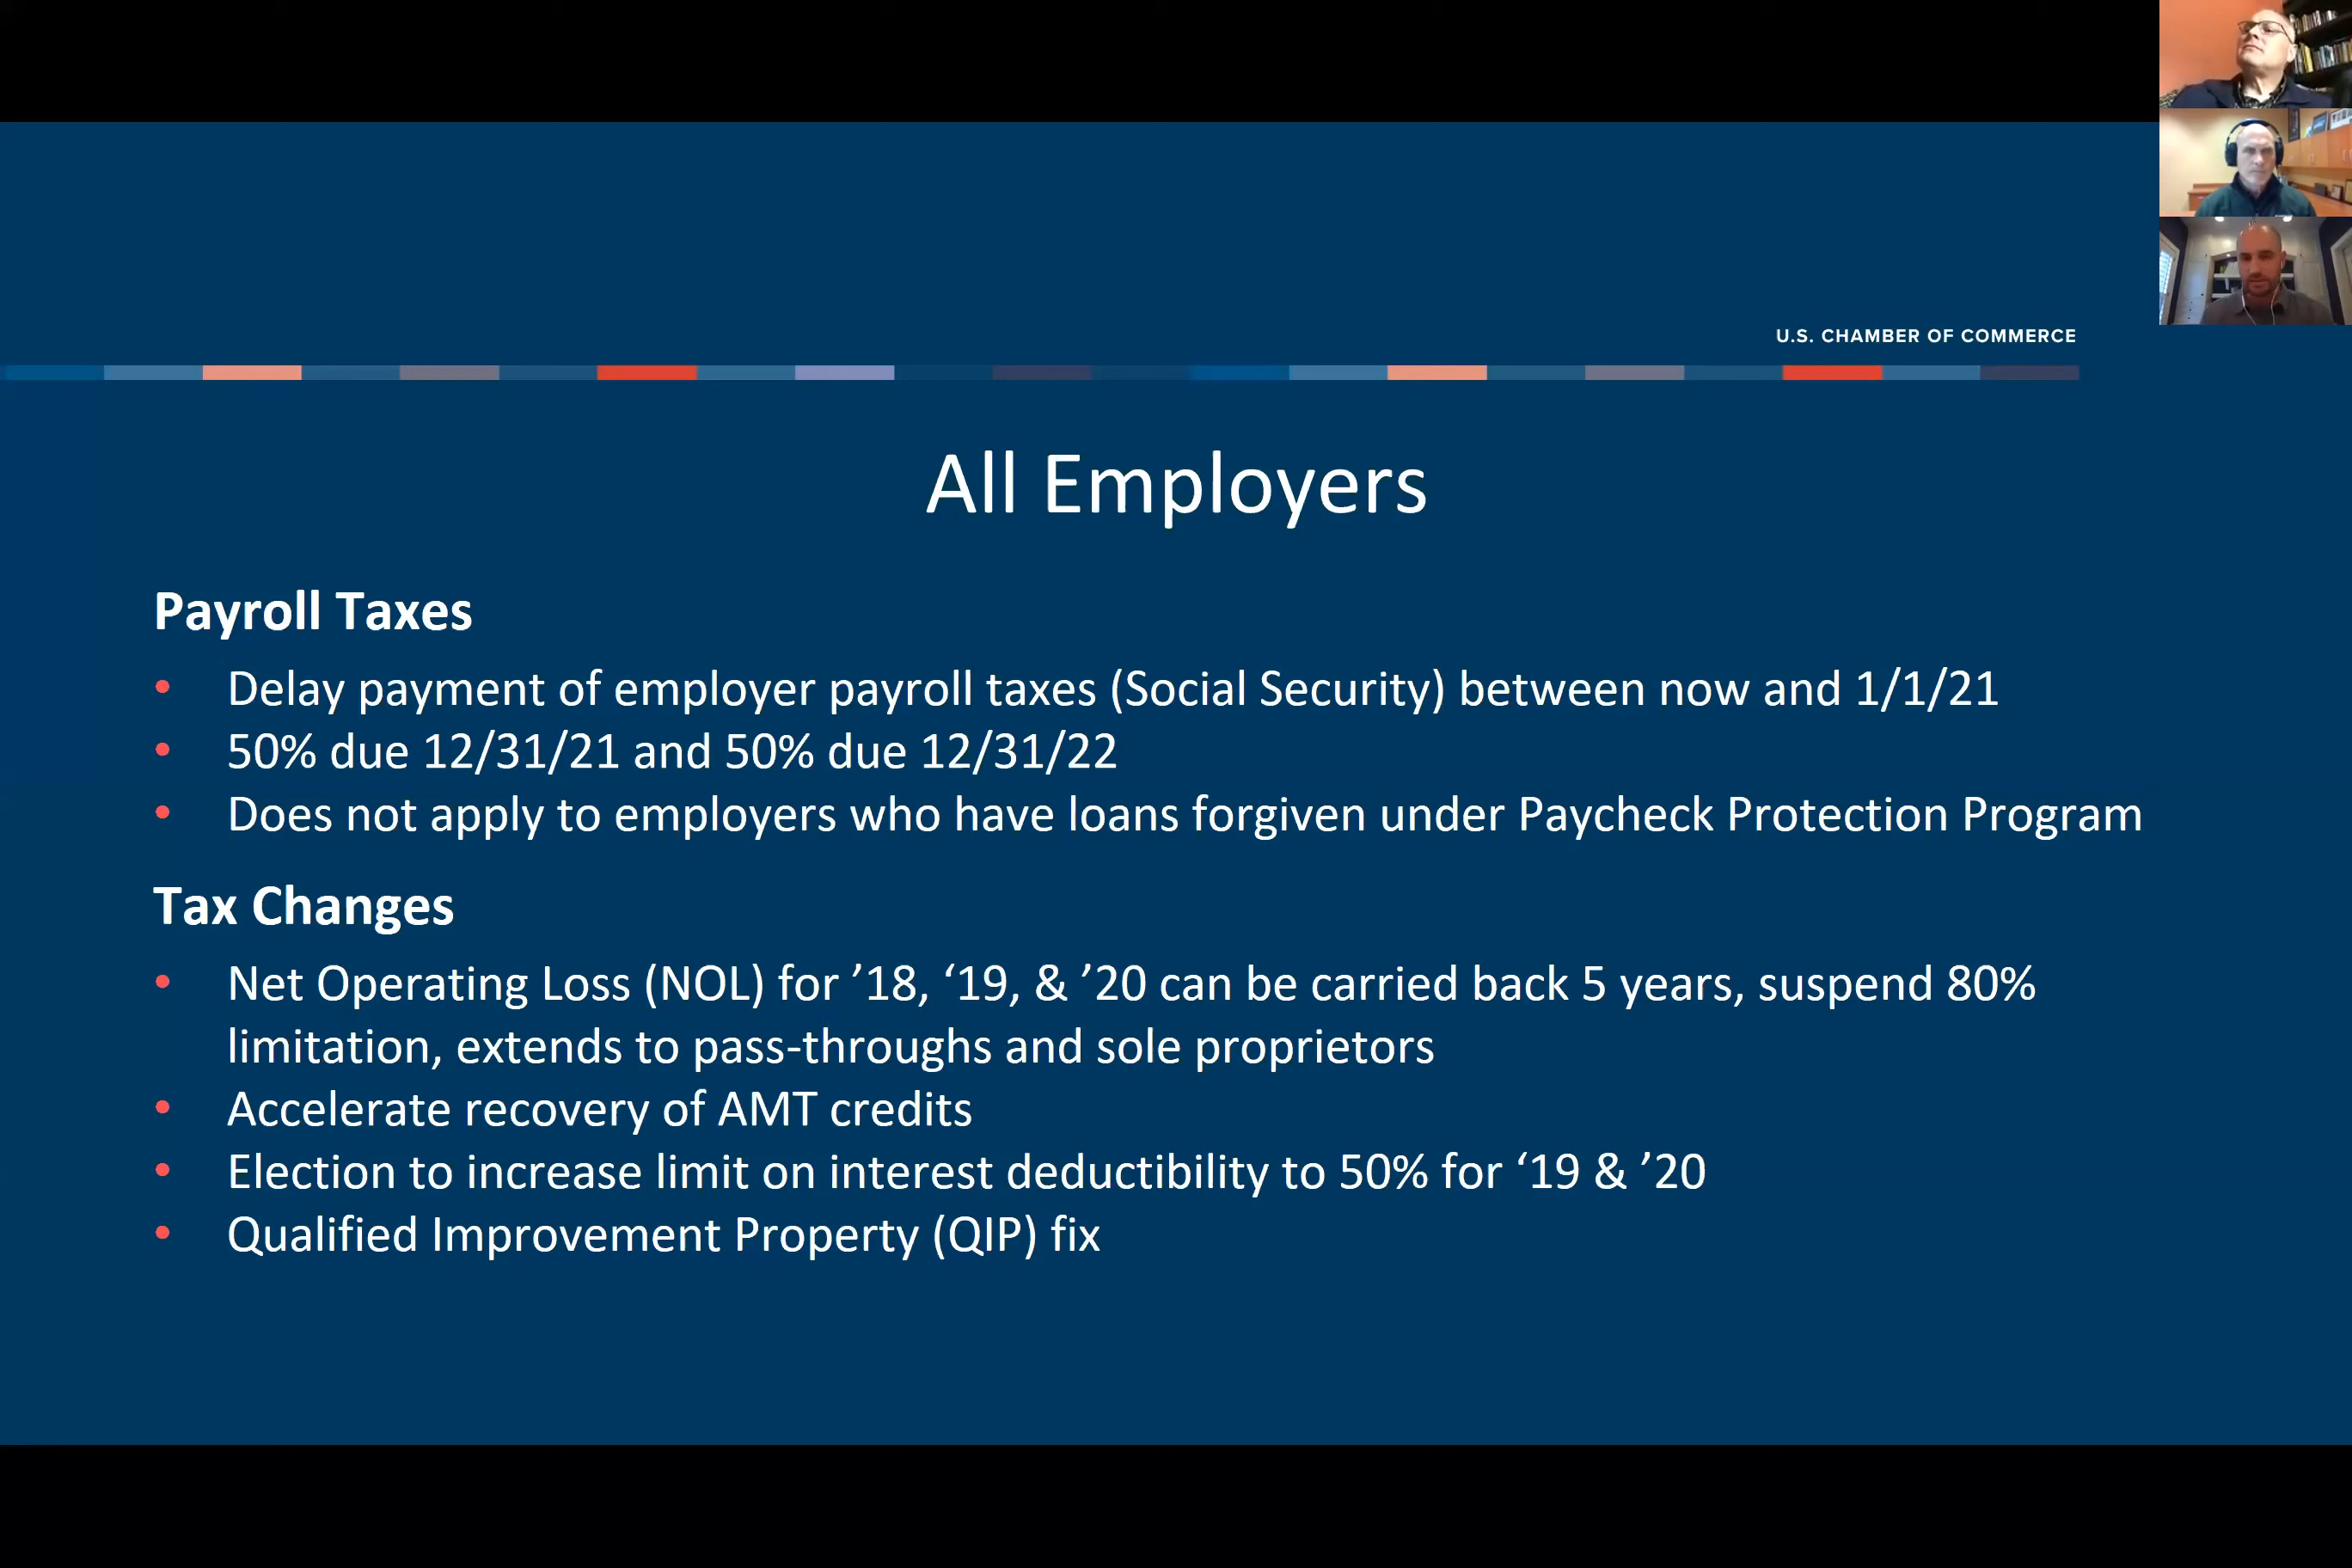 U.S. CHAMBER OF COMMERCE
All Employers
Payroll Taxes
• Delay payment of employer payroll taxes (Social Security) between now and 1/1/21
• 50% due 12/31/21 and 50% due 12/31/22
• Does not apply to employers who have loans forgiven under Paycheck Protection Program
Tax Changes
• Net Operating Loss (NOL) for ’18, ‘19, & ’20 can be carried back 5 years, suspend 80%
limitation, extends to pass-throughs and sole proprietors
• Accelerate recovery of AMT credits
• Election to increase limit on interest deductibility to 50% for ‘19 & ’20
• Qualified Improvement Property (QIP) fix